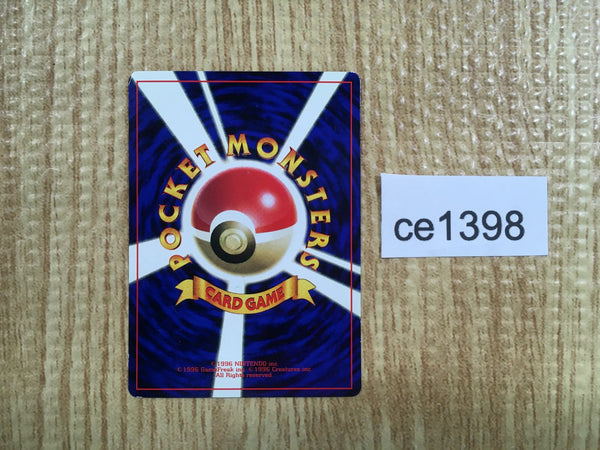 POCKET MONSTERS
CARD GAME
©1996 NINTENDO inc.
©1996 GameFreak inc. ©1996 Creatures inc.
All Rights reserved.
ce1398